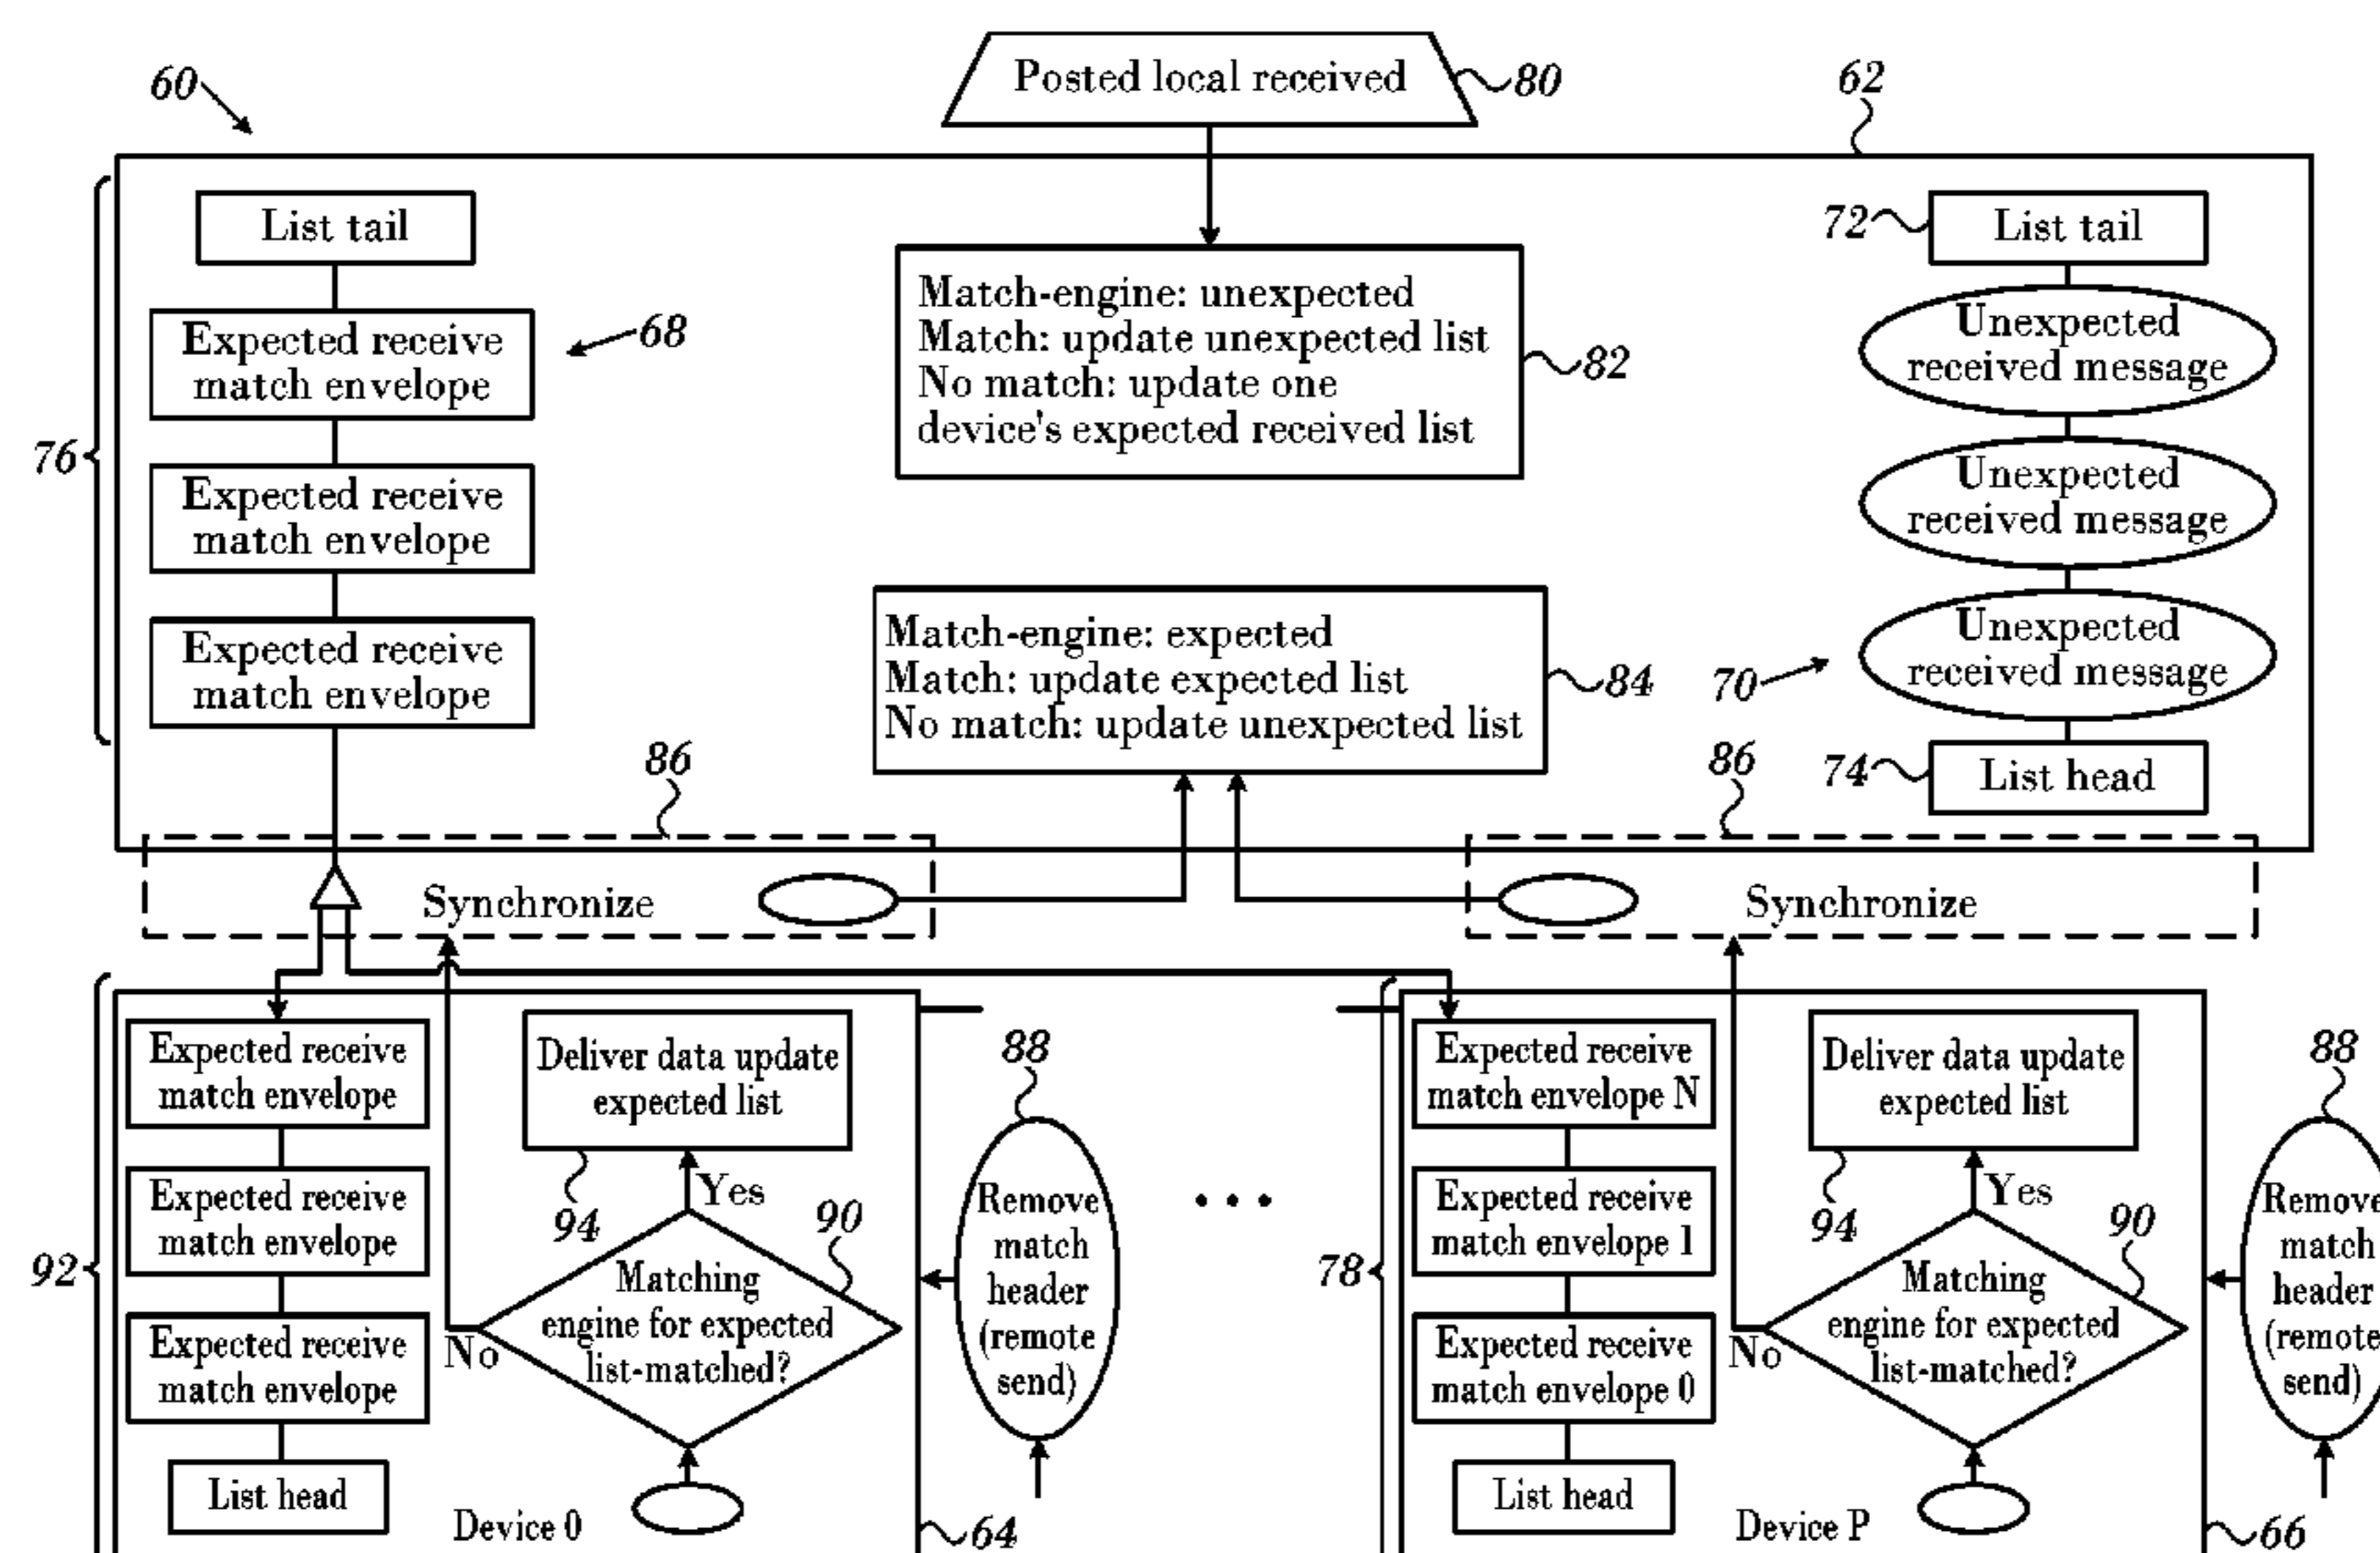 60
Posted local received
80
62
76
List tail
Expected receive
match envelope
68
Expected receive
match envelope
Expected receive
match envelope
Match-engine: unexpected
Match: update unexpected list
No match: update one
device's expected received list
82
Match-engine: expected
Match: update expected list
No match: update unexpected list
84
72
List tail
Unexpected
received message
Unexpected
received message
Unexpected
received message
70
74
List head
86
Synchronize
86
Synchronize
92
Expected receive
match envelope
Expected receive
match envelope
Expected receive
match envelope
List head
Deliver data update
expected list
94
Yes
90
Matching
engine for expected
list-matched?
No
Device 0
64
88
Remove
match
header
(remote
send)
• • •
78
Expected receive
match envelope N
Expected receive
match envelope 1
Expected receive
match envelope 0
List head
Deliver data update
expected list
94
Yes
90
Matching
engine for expected
list-matched?
No
Device P
66
88
Remove
match
header
(remote
send)